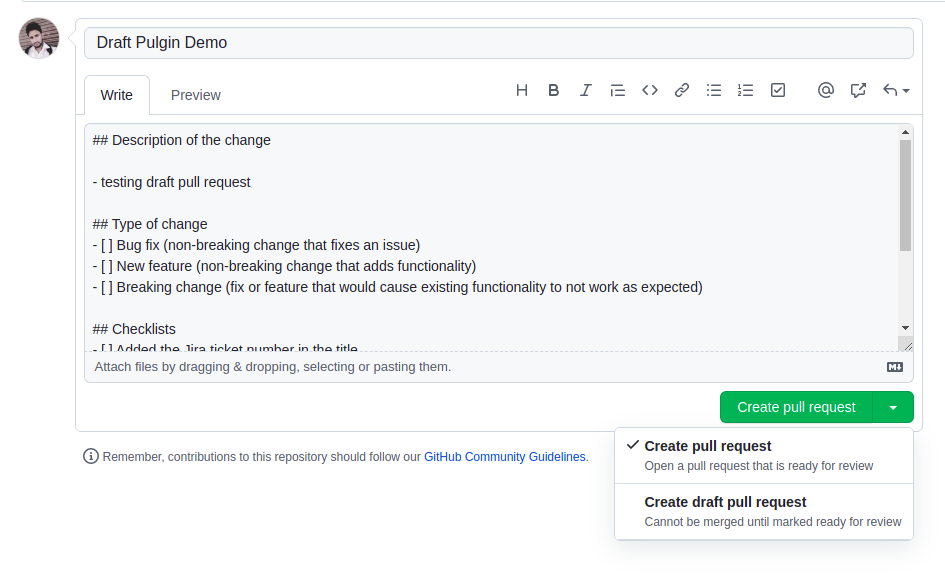 Draft Pulgin Demo
Write
Preview
## Description of the change
- testing draft pull request
## Type of change
- [ ] Bug fix (non-breaking change that fixes an issue)
- [ ] New feature (non-breaking change that adds functionality)
- [ ] Breaking change (fix or feature that would cause existing functionality to not work as expected)
## Checklists
- [ ] Added the Jira ticket number in the title
Attach files by dragging & dropping, selecting or pasting them.
Create pull request
Remember, contributions to this repository should follow our GitHub Community Guidelines.
Create pull request
Open a pull request that is ready for review
Create draft pull request
Cannot be merged until marked ready for review